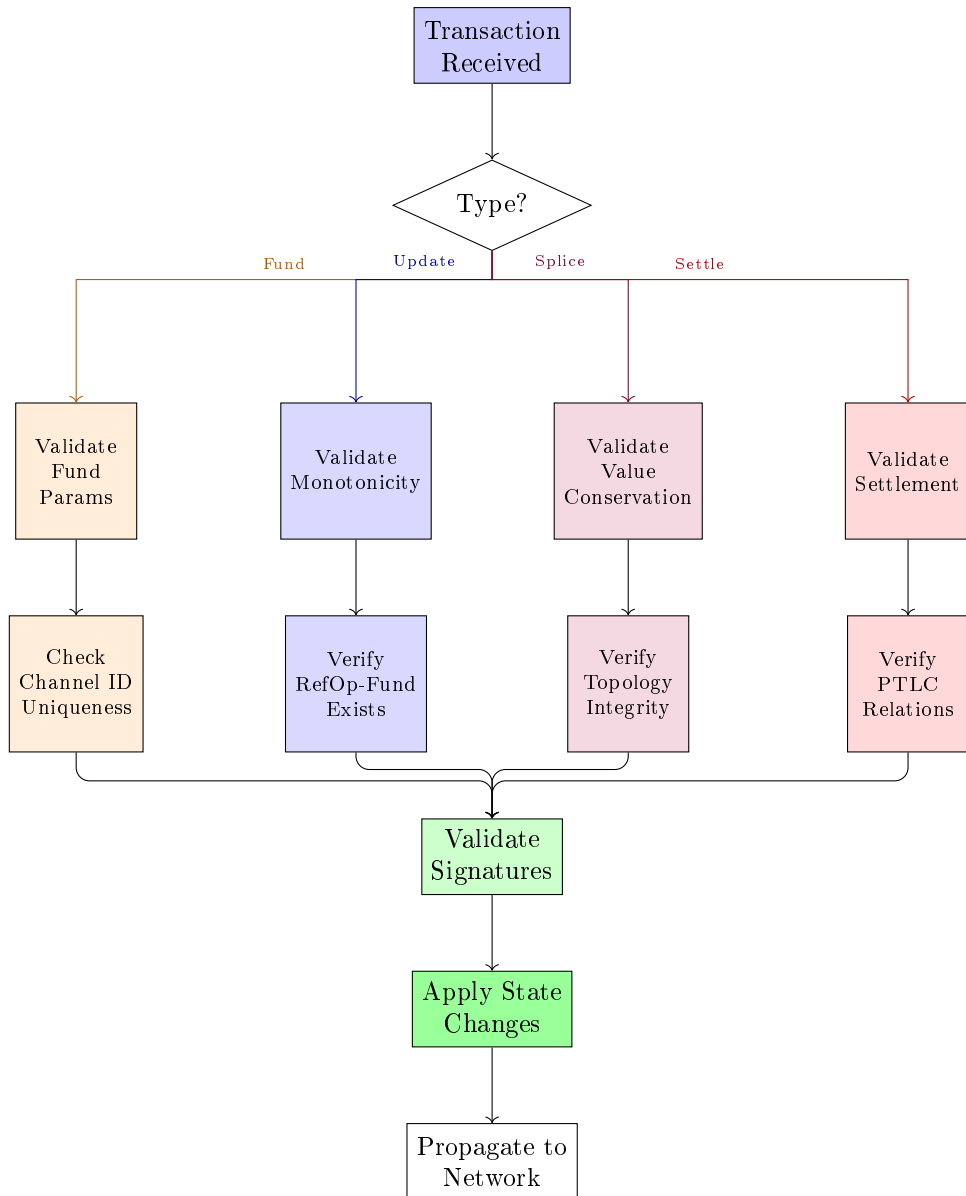 Transaction
Received
Type?
Fund
Update
Splice
Settle
Validate
Fund
Params
Validate
Monotonicity
Validate
Value
Conservation
Validate
Settlement
Check
Channel ID
Uniqueness
Verify
RefOp-Fund
Exists
Verify
Topology
Integrity
Verify
PTLC
Relations
Validate
Signatures
Apply State
Changes
Propagate to
Network